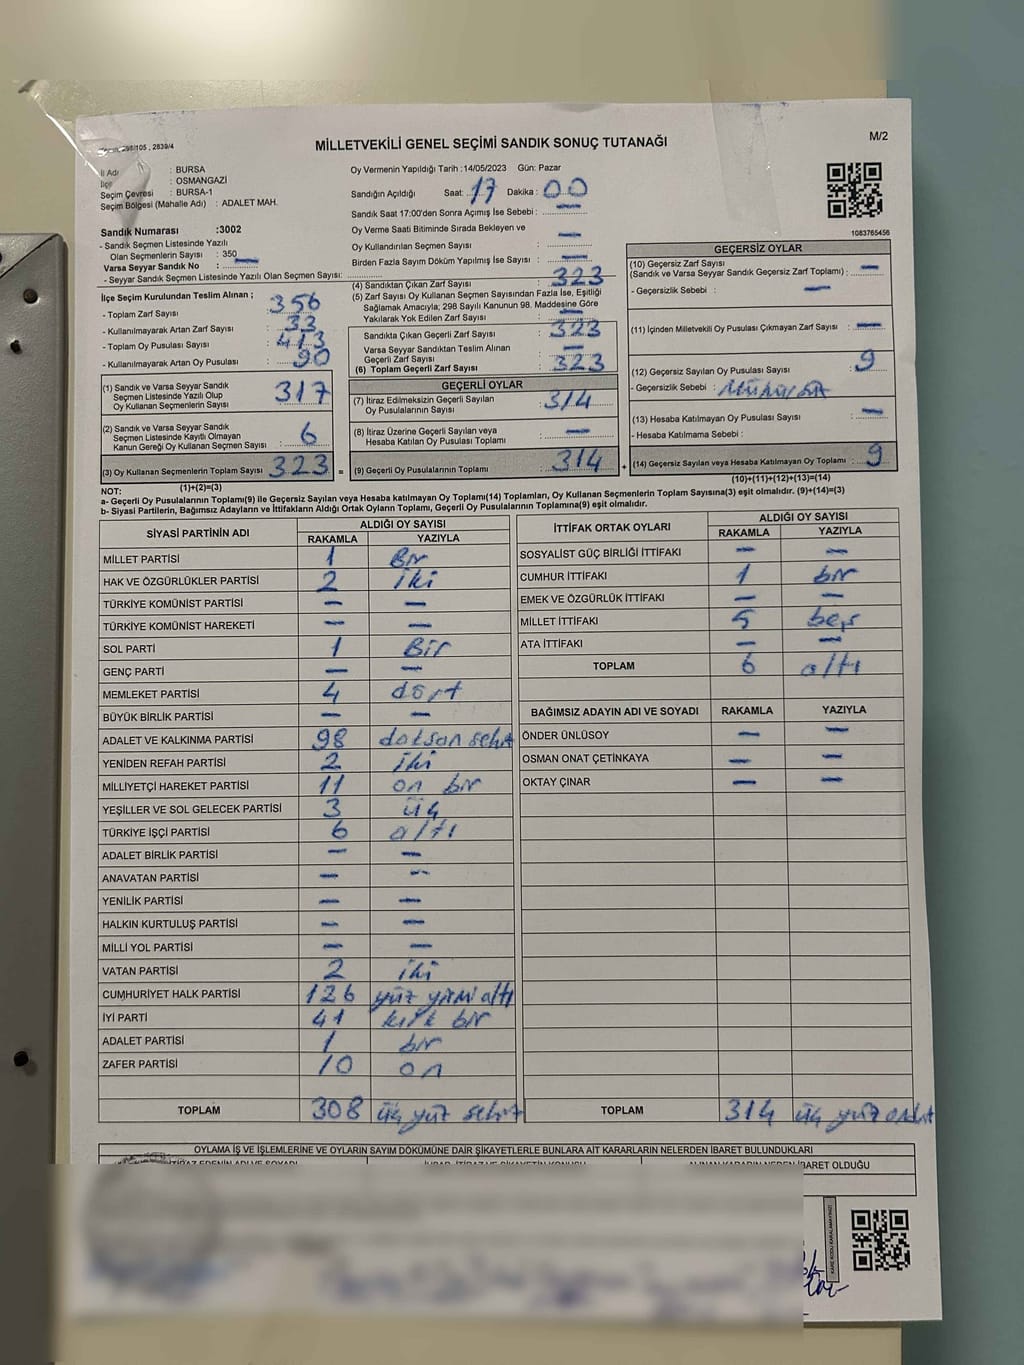 MİLLETVEKİLİ GENEL SEÇİMİ SANDIK SONUÇ TUTANAĞI
M/2
İl Adı : BURSA
İlçe : OSMANGAZİ
Seçim Çevresi : BURSA-1
Seçim Bölgesi (Mahalle Adı) : ADALET MAH.
Sandık Numarası :3002
- Sandık Seçmen Listesinde Yazılı
Olan Seçmenlerin Sayısı : 350
Varsa Seyyar Sandık No : —
- Seyyar Sandık Seçmen Listesinde Yazılı Olan Seçmen Sayısı:
Oy Vermenin Yapıldığı Tarih :14/05/2023 Gün: Pazar
Sandığın Açıldığı Saat: 17 Dakika : 00
Sandık Saat 17:00'den Sonra Açımış İse Sebebi : —
Oy Verme Saati Bitiminde Sırada Bekleyen ve
Oy Kullandırılan Seçmen Sayısı : —
Birden Fazla Sayım Döküm Yapılmış İse Sayısı : —
1083765456
İlçe Seçim Kurulundan Teslim Alınan ;
- Toplam Zarf Sayısı : 356
- Kullanılmayarak Artan Zarf Sayısı : 33
- Toplam Oy Pusulası Sayısı : 413
- Kullanılmayarak Artan Oy Pusulası : 90
(1) Sandık ve Varsa Seyyar Sandık
Seçmen Listesinde Yazılı Olup
Oy Kullanan Seçmenlerin Sayısı : 317
(2) Sandık ve Varsa Seyyar Sandık
Seçmen Listesinde Kayıtlı Olmayan
Kanun Gereği Oy Kullanan Seçmen Sayısı : 6
(3) Oy Kullanan Seçmenlerin Toplam Sayısı : 323 =
(1)+(2)=(3)
(4) Sandıktan Çıkan Zarf Sayısı : 323
(5) Zarf Sayısı Oy Kullanan Seçmen Sayısından Fazla İse, Eşitliği
Sağlamak Amacıyla; 298 Sayılı Kanunun 98. Maddesine Göre
Yakılarak Yok Edilen Zarf Sayısı : —
Sandıkta Çıkan Geçerli Zarf Sayısı : 323
Varsa Seyyar Sandıktan Teslim Alınan
Geçerli Zarf Sayısı : —
(6) Toplam Geçerli Zarf Sayısı : 323
GEÇERLİ OYLAR
(7) İtiraz Edilmeksizin Geçerli Sayılan
Oy Pusulalarının Sayısı : 314
(8) İtiraz Üzerine Geçerli Sayılan veya
Hesaba Katılan Oy Pusulası Toplamı : —
(9) Geçerli Oy Pusulalarının Toplamı : 314 +
GEÇERSİZ OYLAR
(10) Geçersiz Zarf Sayısı
(Sandık ve Varsa Seyyar Sandık Geçersiz Zarf Toplamı) : —
- Geçersizlik Sebebi : —
(11) İçinden Milletvekili Oy Pusulası Çıkmayan Zarf Sayısı : —
(12) Geçersiz Sayılan Oy Pusulası Sayısı : 9
- Geçersizlik Sebebi :
(13) Hesaba Katılmayan Oy Pusulası Sayısı : —
- Hesaba Katılmama Sebebi :
(14) Geçersiz Sayılan veya Hesaba Katılmayan Oy Toplamı : 9
(10)+(11)+(12)+(13)=(14)
NOT:
a- Geçerli Oy Pusulalarının Toplamı(9) ile Geçersiz Sayılan veya Hesaba katılmayan Oy Toplamı(14) Toplamları, Oy Kullanan Seçmenlerin Toplam Sayısına(3) eşit olmalıdır. (9)+(14)=(3)
b- Siyasi Partilerin, Bağımsız Adayların ve İttifakların Aldığı Ortak Oyların Toplamı, Geçerli Oy Pusulalarının Toplamına(9) eşit olmalıdır.
SİYASİ PARTİNİN ADI ALDIĞI OY SAYISI
RAKAMLA YAZIYLA
MİLLET PARTİSİ 1 Bir
HAK VE ÖZGÜRLÜKLER PARTİSİ 2 iki
TÜRKİYE KOMÜNİST PARTİSİ — —
TÜRKİYE KOMÜNİST HAREKETİ — —
SOL PARTİ 1 Bir
GENÇ PARTİ — —
MEMLEKET PARTİSİ 4 dört
BÜYÜK BİRLİK PARTİSİ — —
ADALET VE KALKINMA PARTİSİ 98 doksan sekiz
YENİDEN REFAH PARTİSİ 2 iki
MİLLİYETÇİ HAREKET PARTİSİ 11 on bir
YEŞİLLER VE SOL GELECEK PARTİSİ 3 üç
TÜRKİYE İŞÇİ PARTİSİ 6 altı
ADALET BİRLİK PARTİSİ — —
ANAVATAN PARTİSİ — —
YENİLİK PARTİSİ — —
HALKIN KURTULUŞ PARTİSİ — —
MİLLİ YOL PARTİSİ — —
VATAN PARTİSİ 2 iki
CUMHURİYET HALK PARTİSİ 126 yüz yirmi altı
İYİ PARTİ 41 kırk bir
ADALET PARTİSİ 1 bir
ZAFER PARTİSİ 10 on
TOPLAM 308 üç yüz sekiz
İTTİFAK ORTAK OYLARI ALDIĞI OY SAYISI
RAKAMLA YAZIYLA
SOSYALİST GÜÇ BİRLİĞİ İTTİFAKI — —
CUMHUR İTTİFAKI 1 bir
EMEK VE ÖZGÜRLÜK İTTİFAKI — —
MİLLET İTTİFAKI 5 beş
ATA İTTİFAKI — —
TOPLAM 6 altı
BAĞIMSIZ ADAYIN ADI VE SOYADI RAKAMLA YAZIYLA
ÖNDER ÜNLÜSOY — —
OSMAN ONAT ÇETİNKAYA — —
OKTAY ÇINAR — —
TOPLAM 314 üç yüz ondört
OYLAMA İŞ VE İŞLEMLERİNE VE OYLARIN SAYIM DÖKÜMÜNE DAİR ŞİKAYETLERLE BUNLARA AİT KARARLARIN NELERDEN İBARET BULUNDUKLARI
İBARET OLDUĞU